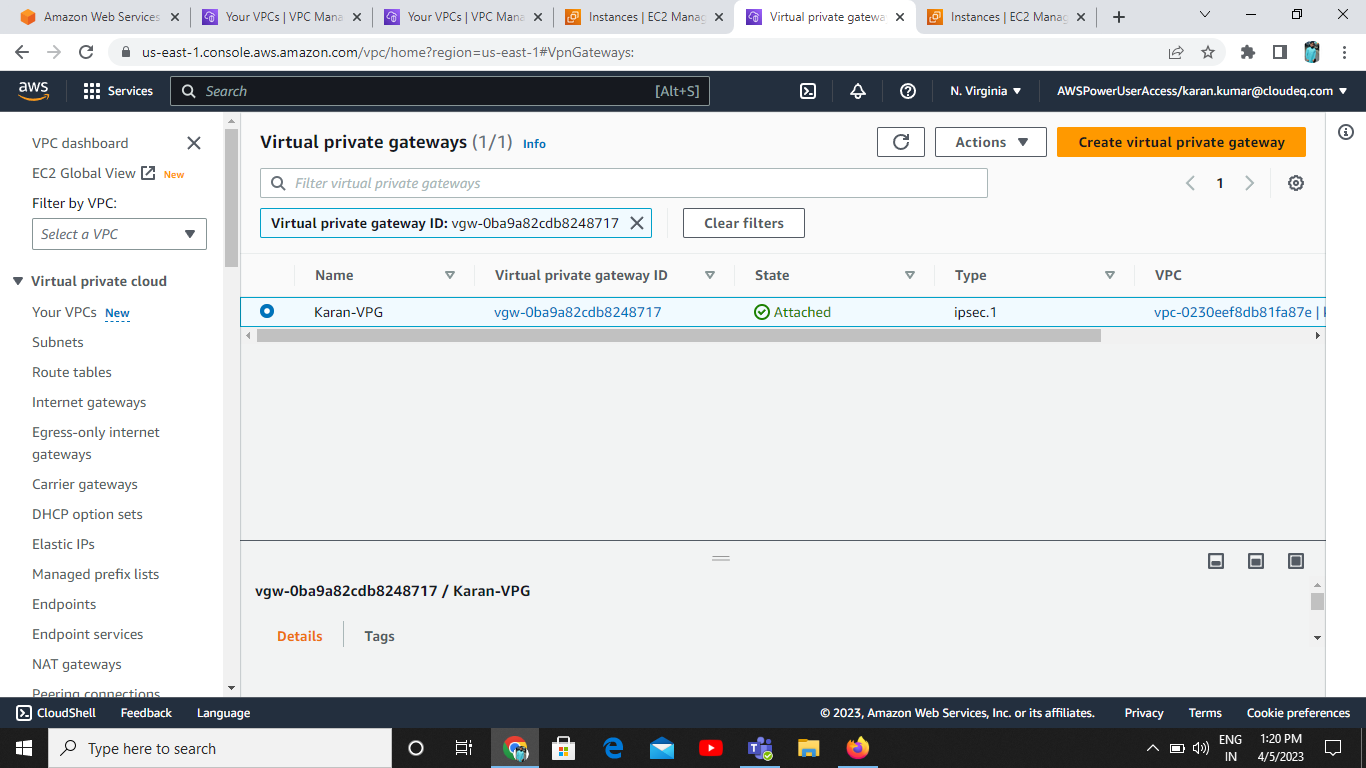 Amazon Web Services
Your VPCs | VPC Mana
Your VPCs | VPC Mana
Instances | EC2 Manag
Virtual private gatewa
Instances | EC2 Manag
us-east-1.console.aws.amazon.com/vpc/home?region=us-east-1#VpnGateways:
aws
Services
Search
[Alt+S]
N. Virginia
AWSPowerUserAccess/karan.kumar@cloudeq.com
VPC dashboard
EC2 Global View New
Filter by VPC:
Select a VPC
Virtual private cloud
Your VPCs New
Subnets
Route tables
Internet gateways
Egress-only internet
gateways
Carrier gateways
DHCP option sets
Elastic IPs
Managed prefix lists
Endpoints
Endpoint services
NAT gateways
Peering connections
Virtual private gateways (1/1) Info
Actions
Create virtual private gateway
Filter virtual private gateways
1
Virtual private gateway ID: vgw-0ba9a82cdb8248717
Clear filters
Name Virtual private gateway ID State Type VPC
Karan-VPG vgw-0ba9a82cdb8248717 Attached ipsec.1 vpc-0230eef8db81fa87e |
vgw-0ba9a82cdb8248717 / Karan-VPG
Details Tags
CloudShell Feedback Language
© 2023, Amazon Web Services, Inc. or its affiliates. Privacy Terms Cookie preferences
Type here to search
ENG
IN
1:20 PM
4/5/2023